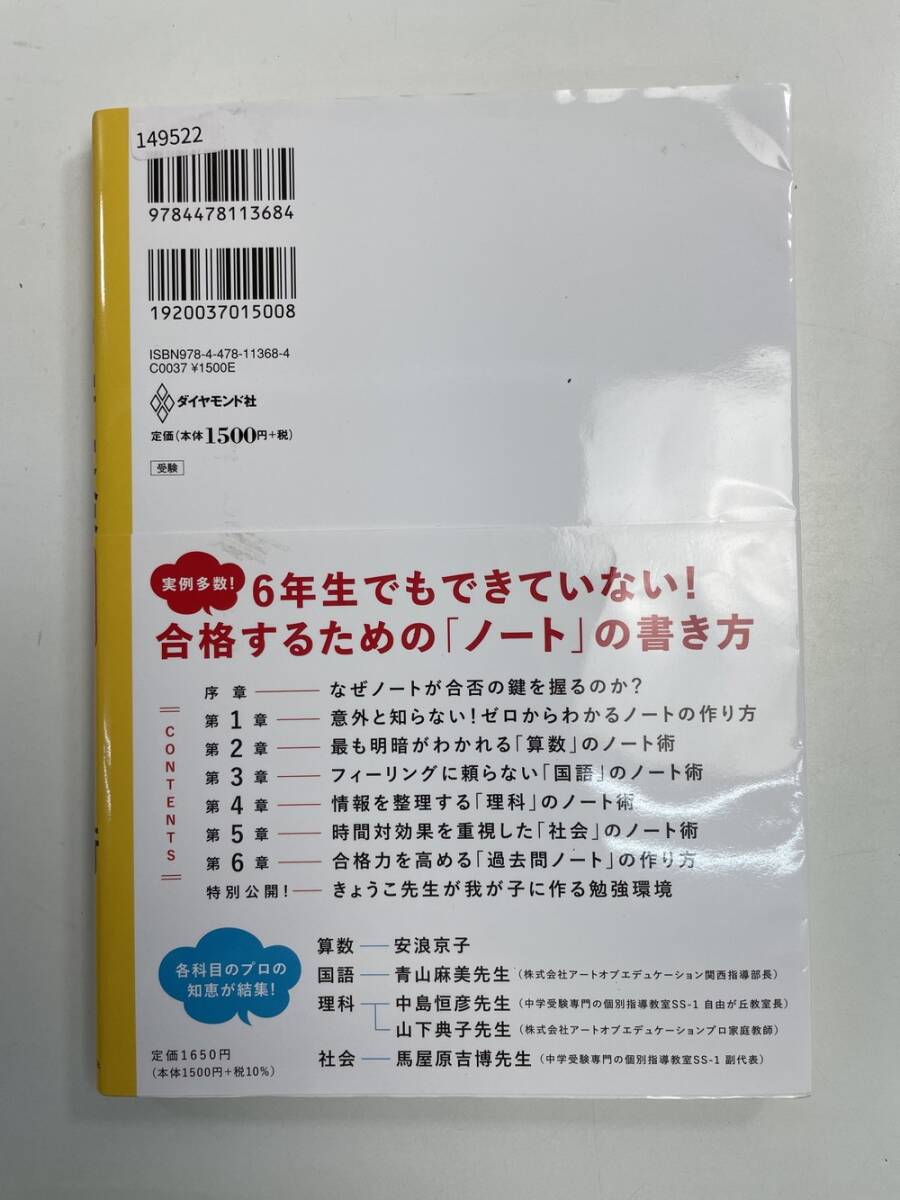 149522
9784478113684
1920037015008
ISBN978-4-478-11368-4
C0037 ¥1500E
ダイヤモンド社
定価(本体1500円+税)
受験
実例多数!
6年生でもできていない!
合格するための「ノート」の書き方
CONTENTS
序 章 なぜノートが合否の鍵を握るのか?
第1章 意外と知らない!ゼロからわかるノートの作り方
第2章 最も明暗がわかれる「算数」のノート術
第3章 フィーリングに頼らない「国語」のノート術
第4章 情報を整理する「理科」のノート術
第5章 時間対効果を重視した「社会」のノート術
第6章 合格力を高める「過去問ノート」の作り方
特別公開! きょうこ先生が我が子に作る勉強環境
各科目のプロの
知恵が結集!
算数 安浪京子
国語 青山麻美先生(株式会社アートオブエデュケーション関西指導部長)
理科 中島恒彦先生(中学受験専門の個別指導教室SS-1 自由が丘教室長)
山下典子先生(株式会社アートオブエデュケーションプロ家庭教師)
社会 馬屋原吉博先生(中学受験専門の個別指導教室SS-1 副代表)
定価1650円
(本体1500円+税10%)